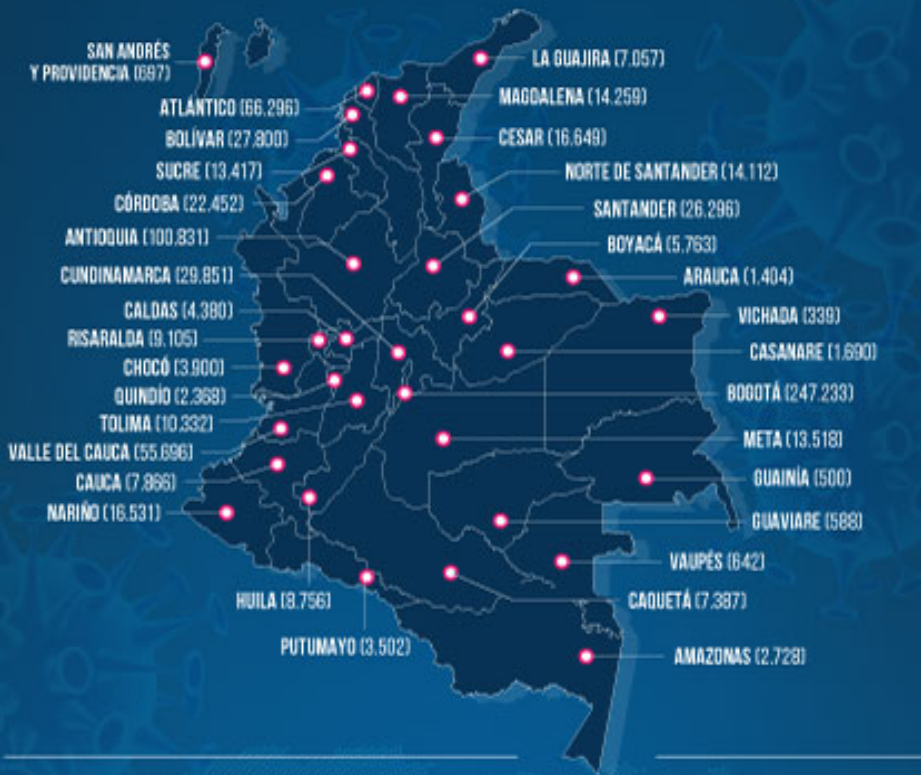 SAN ANDRÉS
Y PROVIDENCIA (697)
ATLÁNTICO (66.296)
BOLÍVAR (27.800)
SUCRE (13.417)
CÓRDOBA (22.452)
ANTIOQUIA (100.831)
CUNDINAMARCA (29.851)
CALDAS (4.380)
RISARALDA (9.105)
CHOCÓ (3.900)
QUINDÍO (2.368)
TOLIMA (10.332)
VALLE DEL CAUCA (55.696)
CAUCA (7.866)
NARIÑO (16.531)
HUILA (8.756)
PUTUMAYO (3.502)
LA GUAJIRA (7.057)
MAGDALENA (14.259)
CESAR (16.649)
NORTE DE SANTANDER (14.112)
SANTANDER (26.296)
BOYACÁ (5.763)
ARAUCA (1.404)
VICHADA (339)
CASANARE (1.690)
BOGOTÁ (247.233)
META (13.518)
GUAINÍA (500)
GUAVIARE (588)
VAUPÉS (642)
CAQUETÁ (7.387)
AMAZONAS (2.728)